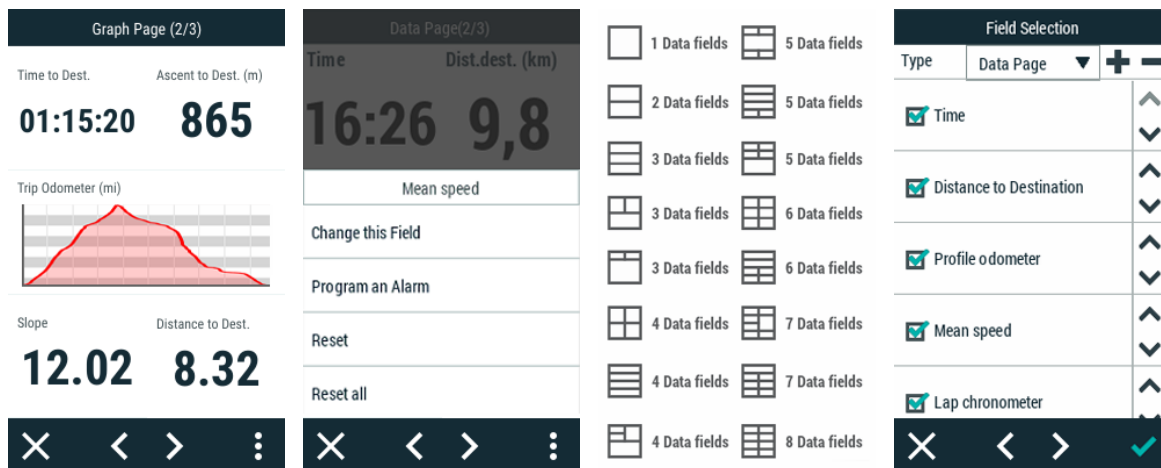 Graph Page (2/3)
Time to Dest. Ascent to Dest. (m)
01:15:20 865
Trip Odometer (mi)
Slope Distance to Dest.
12.02 8.32
Data Page(2/3)
Time Dist.dest. (km)
16:26 9,8
Mean speed
Change this Field
Program an Alarm
Reset
Reset all
1 Data fields 5 Data fields
2 Data fields 5 Data fields
3 Data fields 5 Data fields
3 Data fields 6 Data fields
3 Data fields 6 Data fields
4 Data fields 7 Data fields
4 Data fields 7 Data fields
4 Data fields 8 Data fields
Field Selection
Type Data Page
Time
Distance to Destination
Profile odometer
Mean speed
Lap chronometer